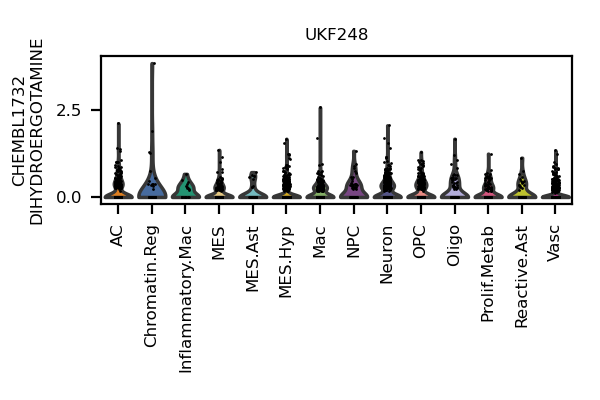 UKF248
CHEMBL1732
DIHYDROERGOTAMINE
2.5
0.0
AC
Chromatin.Reg
Inflammatory.Mac
MES
MES.Ast
MES.Hyp
Mac
NPC
Neuron
OPC
Oligo
Prolif.Metab
Reactive.Ast
Vasc